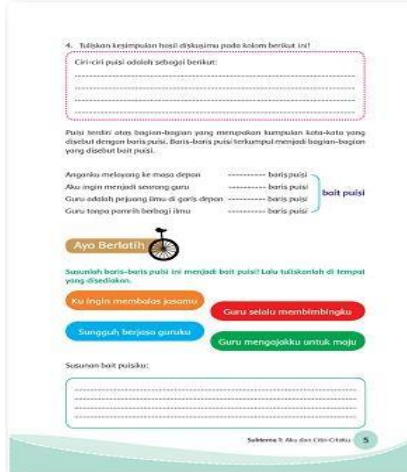 4. Tuliskan kesimpulan hasil diskusimu pada kolom berikut ini!
Ciri-ciri puisi adalah sebagai berikut:
Puisi terdiri atas bagian-bagian yang merupakan kumpulan kata-kata yang
disebut dengan baris puisi. Baris-baris puisi terkumpul menjadi bagian-bagian
yang disebut bait puisi.
Anganku melayang ke masa depan ---------- baris puisi
Aku ingin menjadi seorang guru ---------- baris puisi
bait puisi
Guru adalah pejuang ilmu di garis depan ---------- baris puisi
Guru tanpa pamrih berbagi ilmu ---------- baris puisi
Ayo Berlatih
Susunlah baris-baris puisi ini menjadi bait puisi! Lalu tuliskanlah di tempat
yang disediakan.
Ku ingin membalas jasamu
Guru selalu membimbingku
Sungguh berjasa guruku
Guru mengajakku untuk maju
Susunan bait puisiku:
Subtema 1: Aku dan Cita-Citaku 5